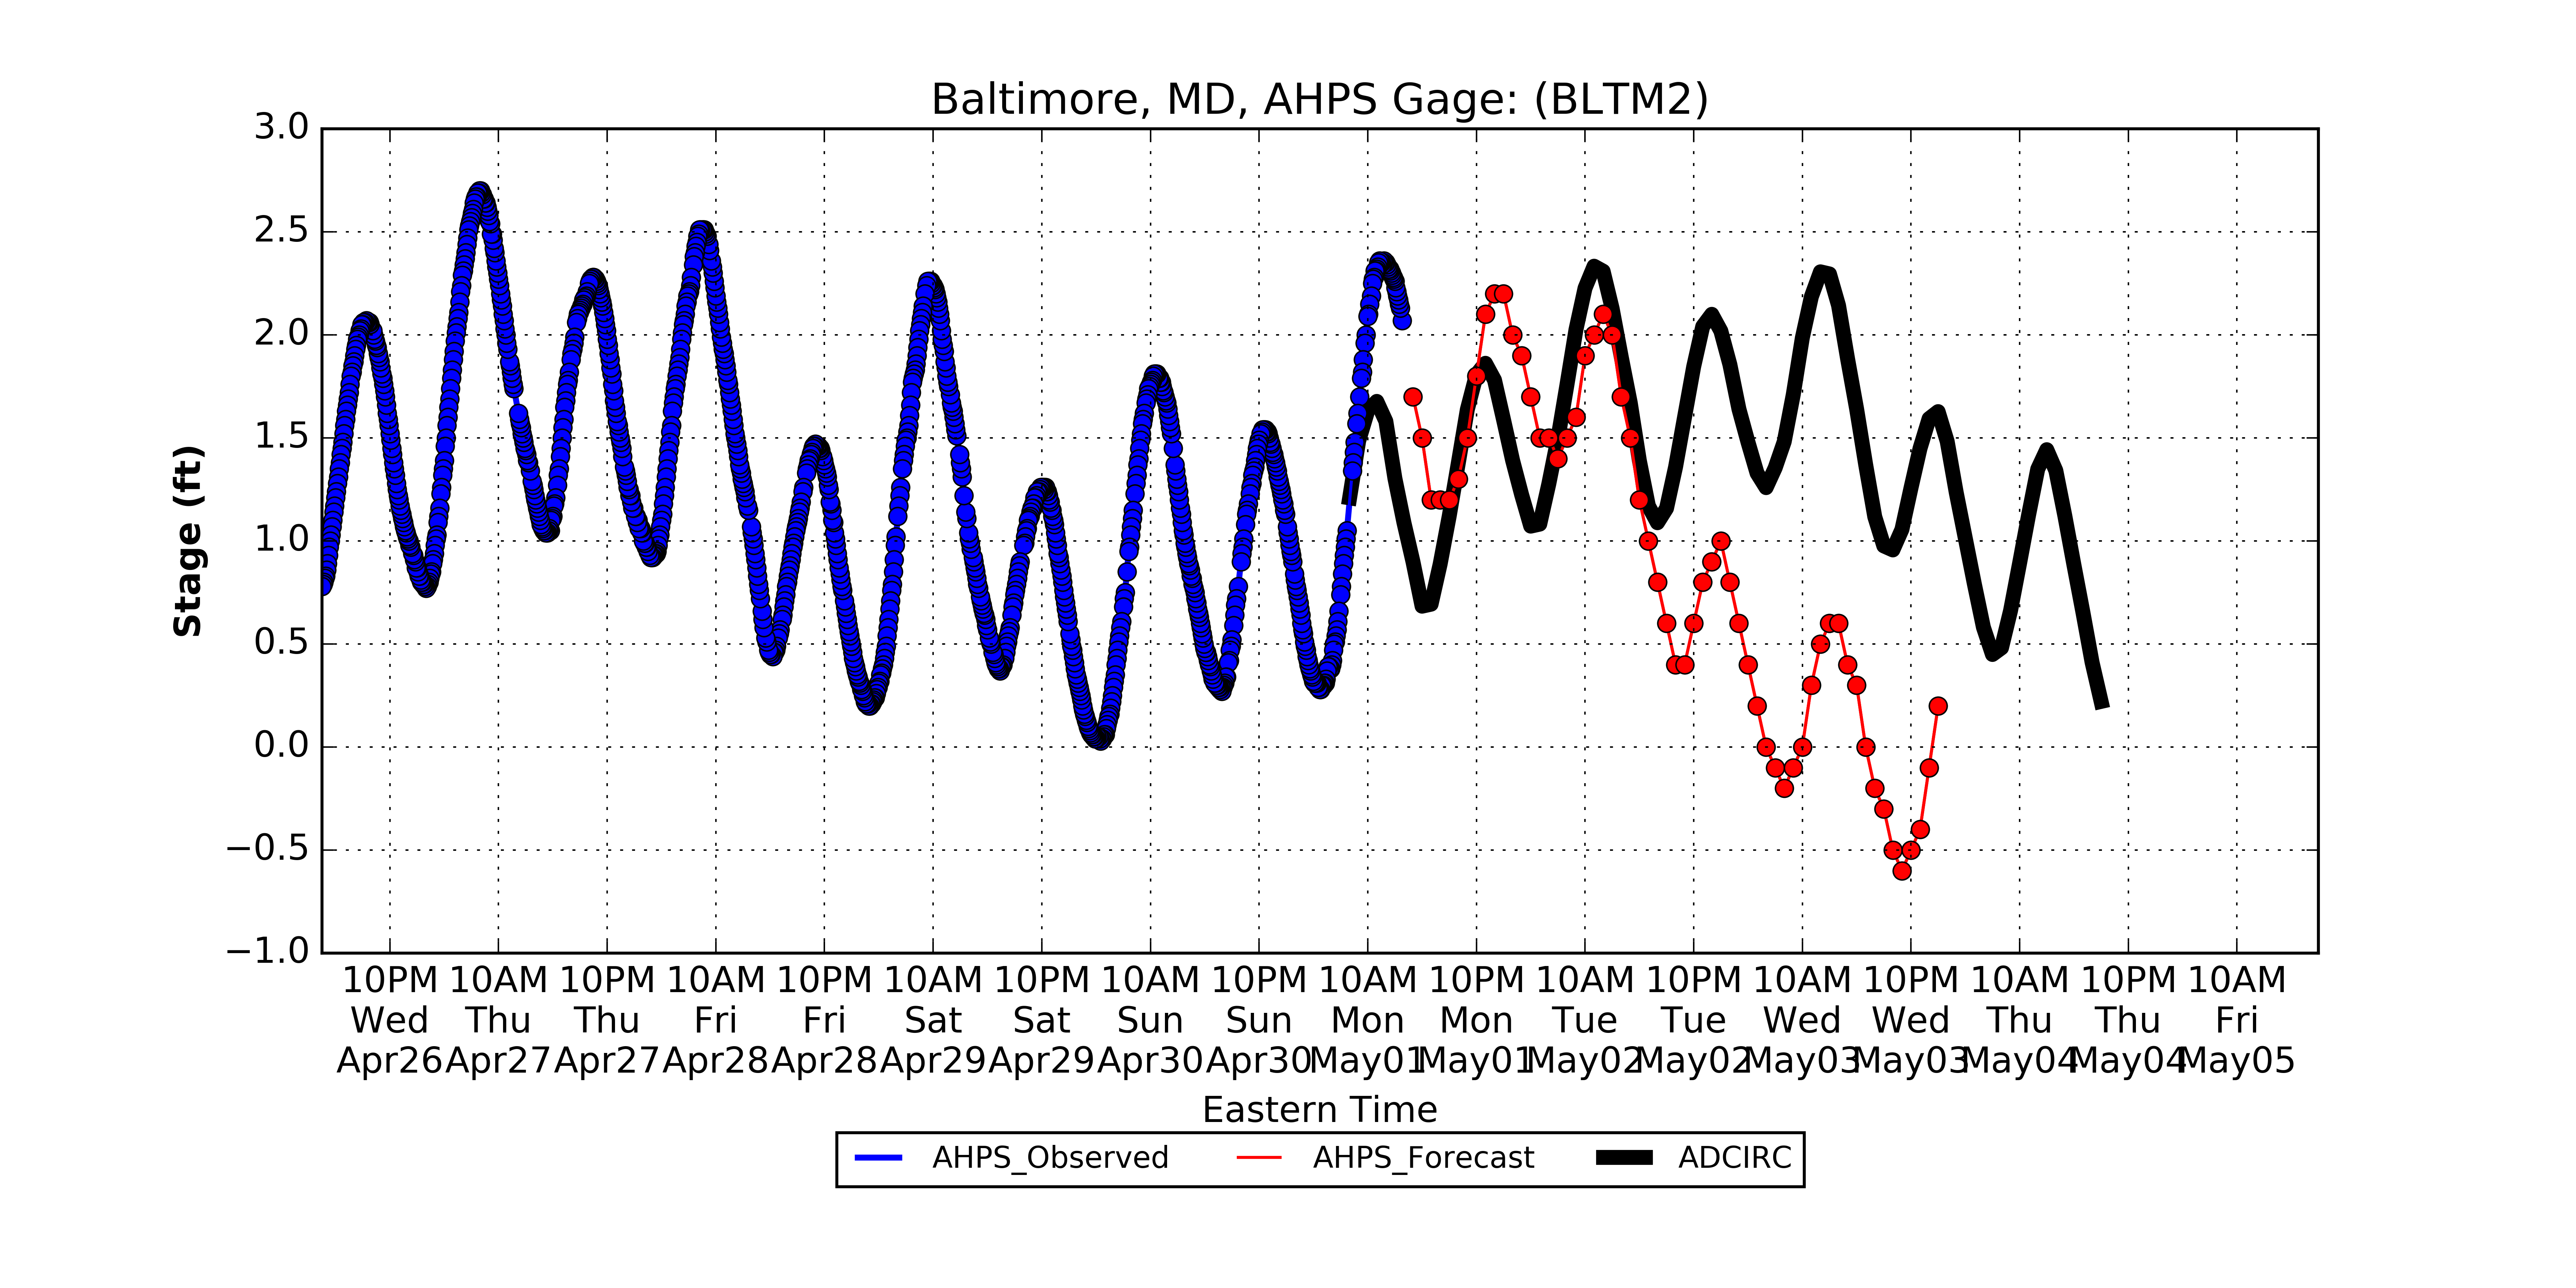 Baltimore, MD, AHPS Gage: (BLTM2)
3.0
2.5
2.0
1.5
1.0
0.5
0.0
−0.5
−1.0
Stage (ft)
10PM 10AM 10PM 10AM 10PM 10AM 10PM 10AM 10PM 10AM 10PM 10AM 10PM 10AM 10PM 10AM 10PM 10AM
Wed Thu Thu Fri Fri Sat Sat Sun Sun Mon Mon Tue Tue Wed Wed Thu Thu Fri
Apr26 Apr27 Apr27 Apr28 Apr28 Apr29 Apr29 Apr30 Apr30 May01 May01 May02 May02 May03 May03 May04 May04 May05
Eastern Time
AHPS_Observed AHPS_Forecast ADCIRC